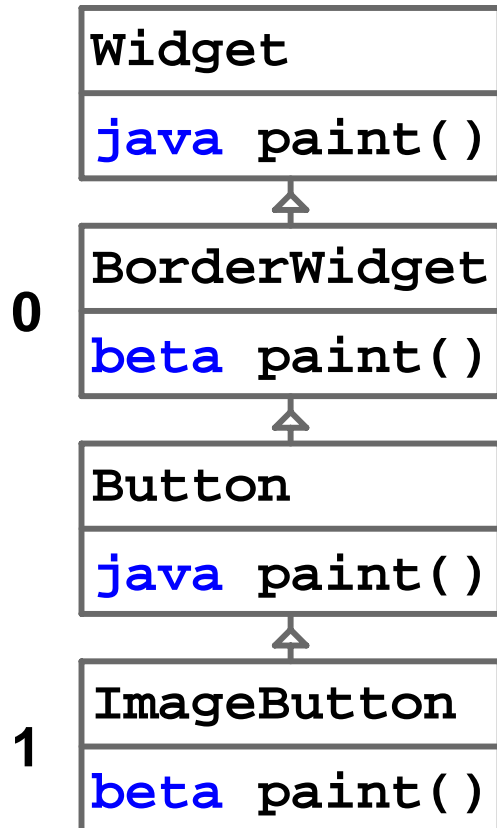 Widget
java paint()
0
BorderWidget
beta paint()
Button
java paint()
1
ImageButton
beta paint()